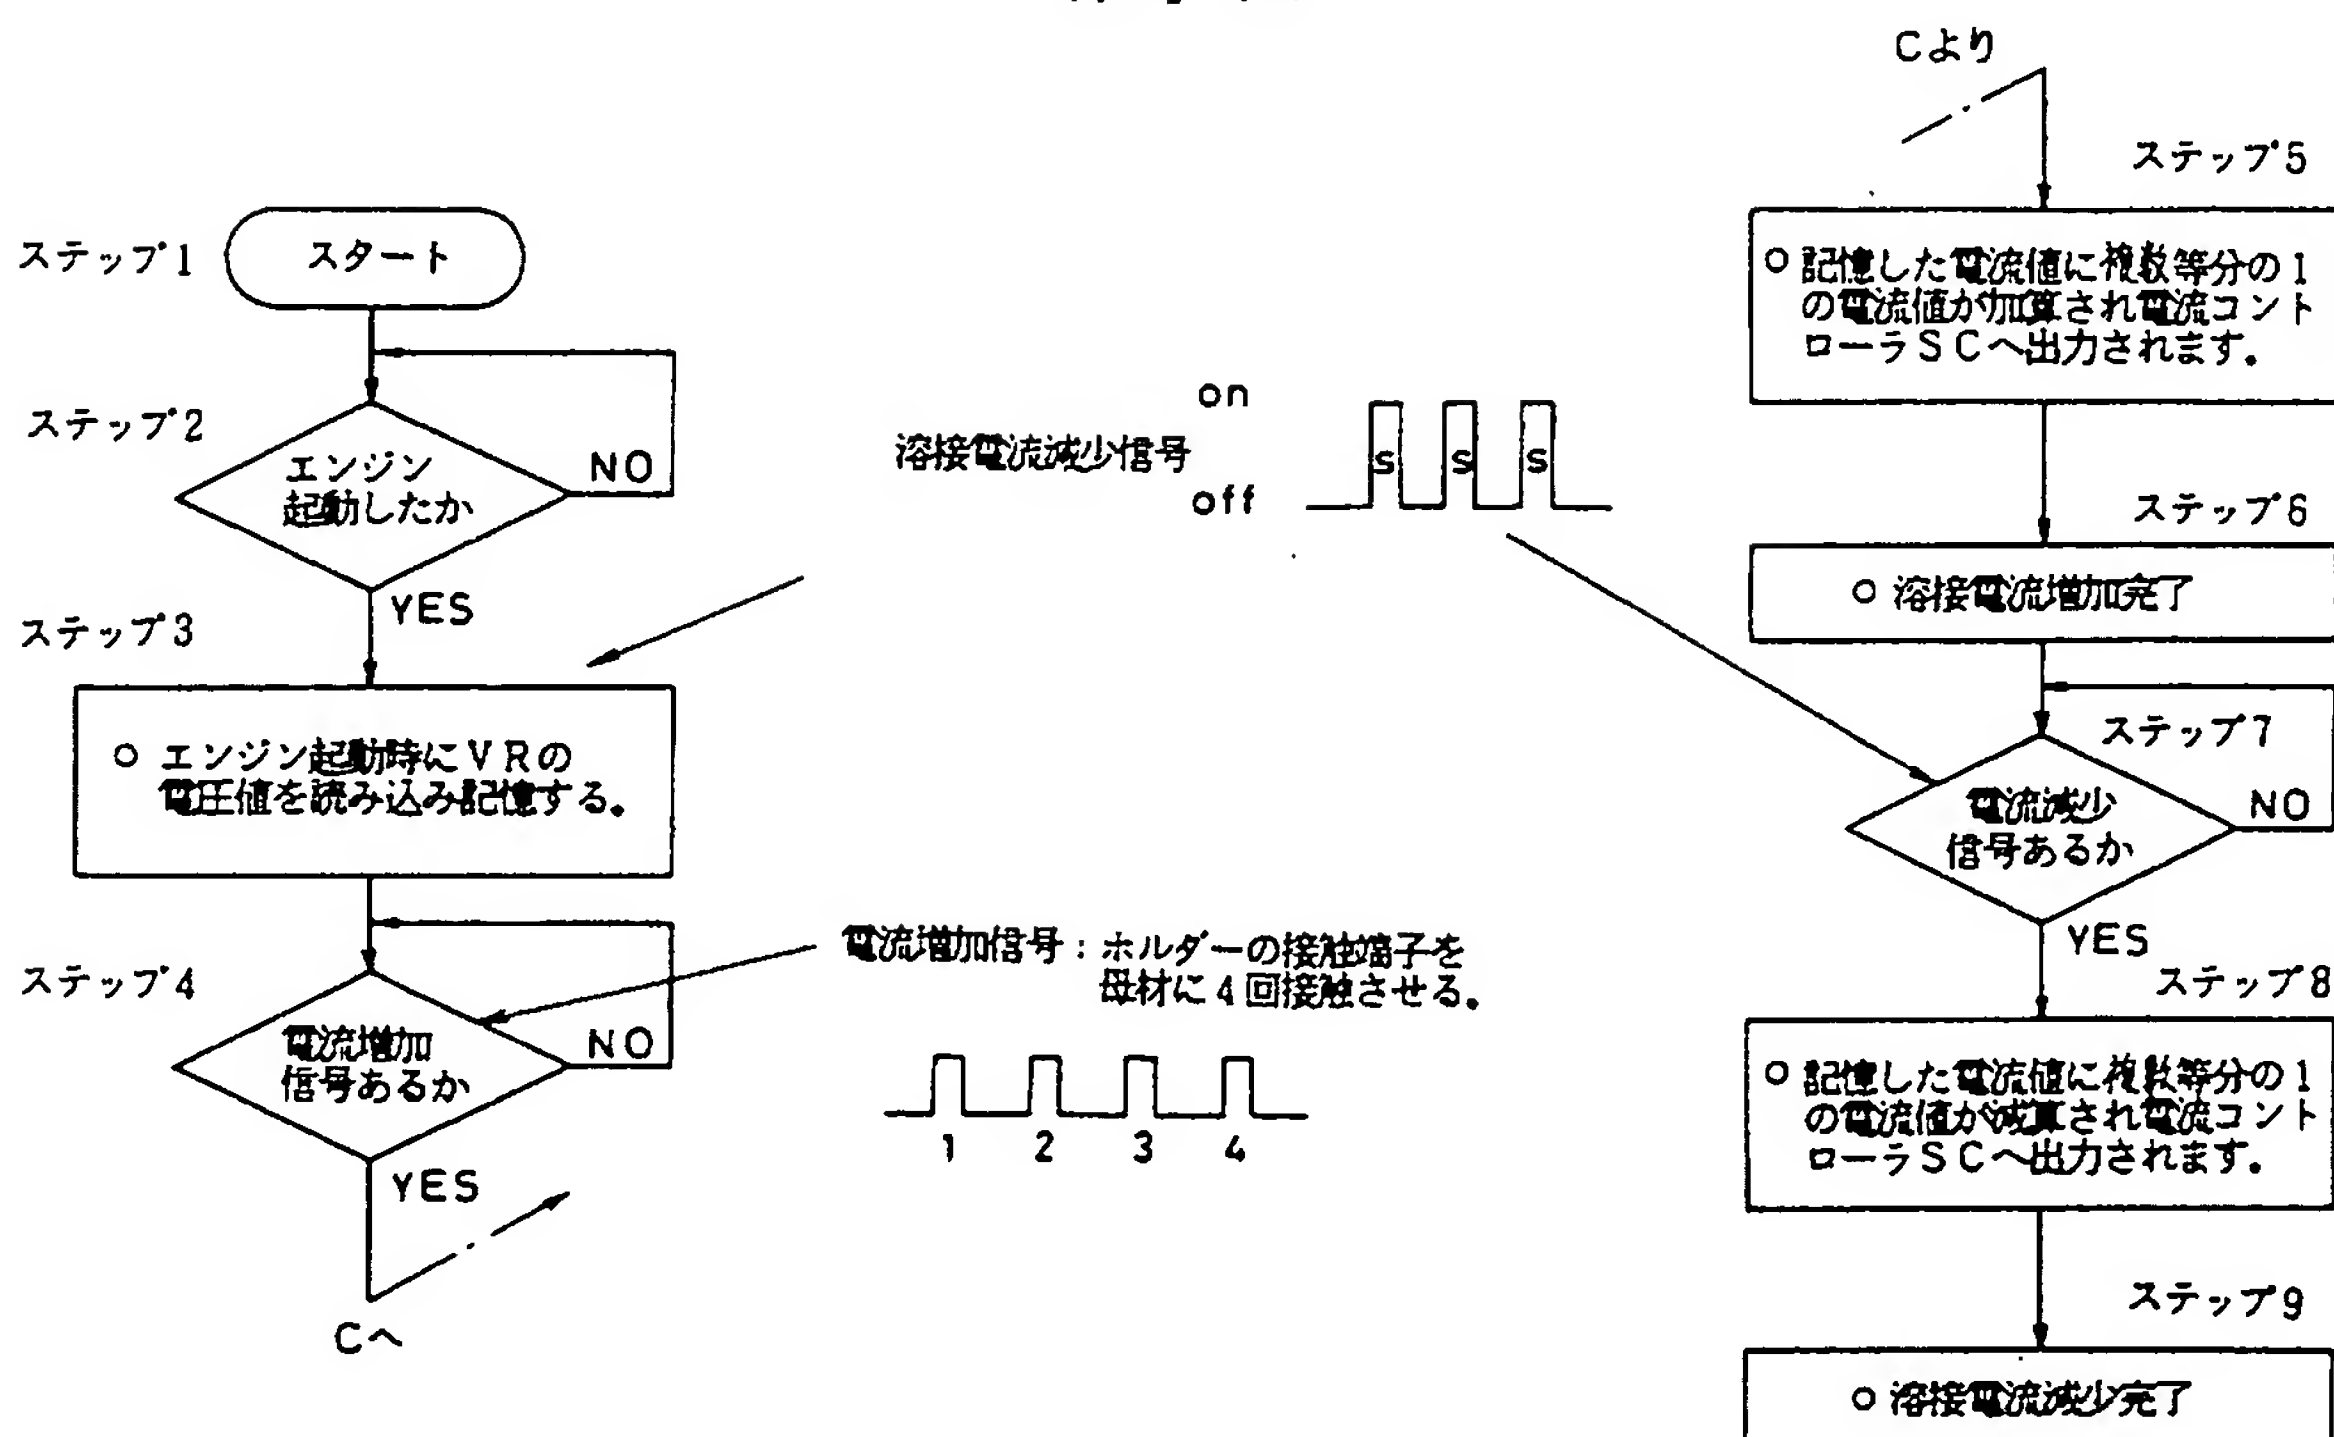 ステップ1
スタート
ステップ2
エンジン
起動したか
NO
YES
ステップ3
○ エンジン起動時にVRの
電圧値を読み込み記憶する。
ステップ4
電流増加
信号あるか
NO
YES
Cへ
溶接電流減少信号
on
off
S S S
電流増加信号:ホルダーの接触端子を
母材に4回接触させる。
1 2 3 4
Cより
ステップ5
○ 記憶した電流値に複数等分の1
の電流値が加算され電流コント
ローラSCへ出力されます。
ステップ6
○ 溶接電流増加完了
ステップ7
電流減少
信号あるか
NO
YES
ステップ8
○ 記憶した電流値に複数等分の1
の電流値が減算され電流コント
ローラSCへ出力されます。
ステップ9
○ 溶接電流減少完了